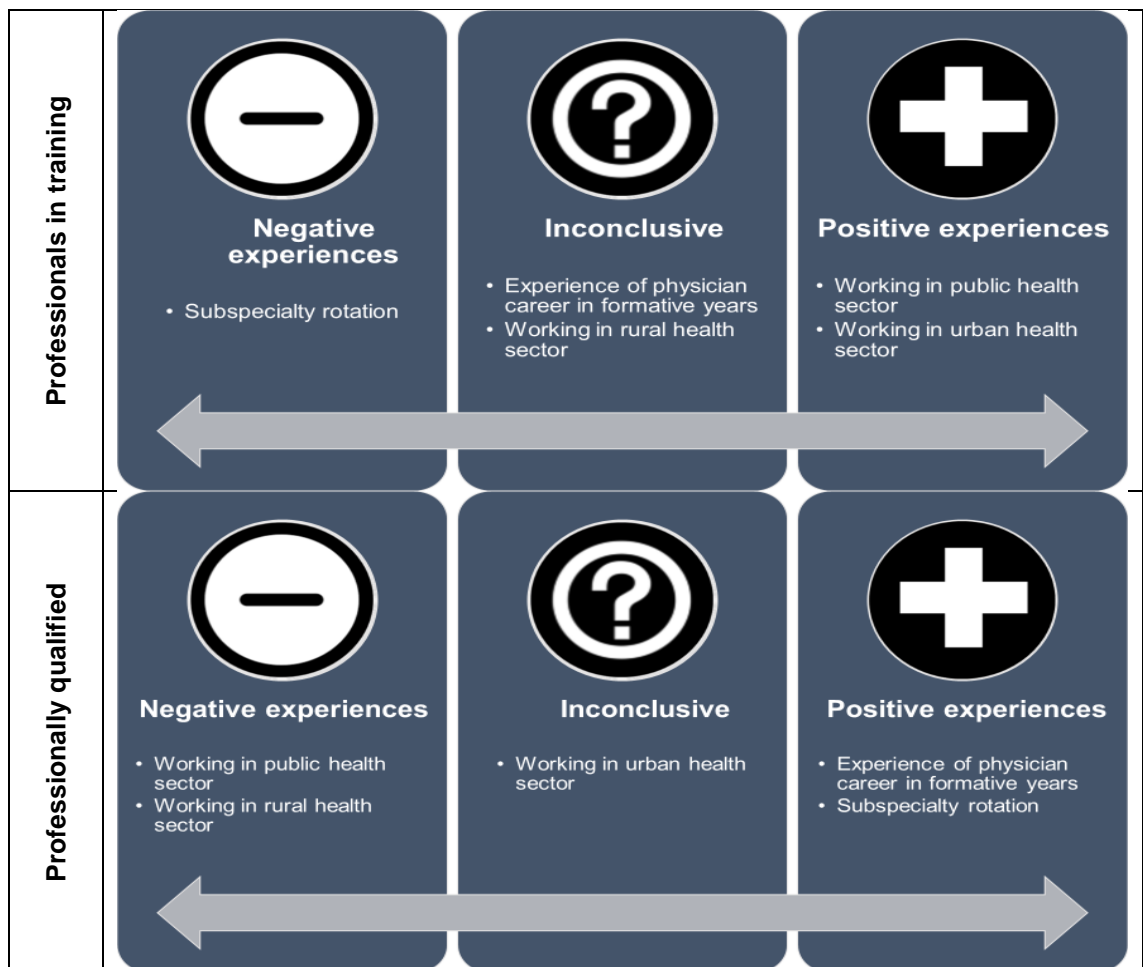 Professionals in training
Negative
experiences
• Subspecialty rotation
Inconclusive
• Experience of physician
career in formative years
• Working in rural health
sector
Positive experiences
• Working in public health
sector
• Working in urban health
sector
Professionally qualified
Negative experiences
• Working in public health
sector
• Working in rural health
sector
Inconclusive
• Working in urban health
sector
Positive experiences
• Experience of physician
career in formative years
• Subspecialty rotation